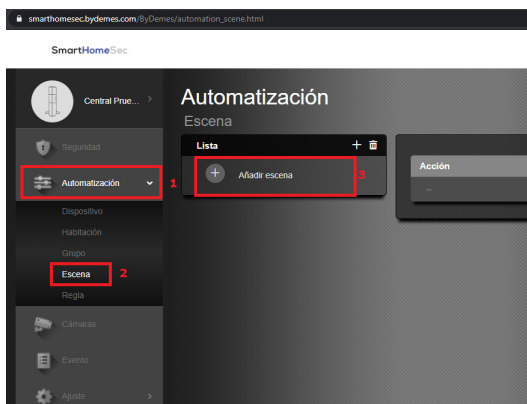 smarthomesec.bydemes.com/ByDemes/automation_scene.html
SmartHomeSec
Central Prue...
Seguridad
Automatización
1
Dispositivo
Habitación
Grupo
Escena
2
Regla
Cámaras
Evento
Ajuste
Automatización
Escena
Lista
Añadir escena
3
Acción
--